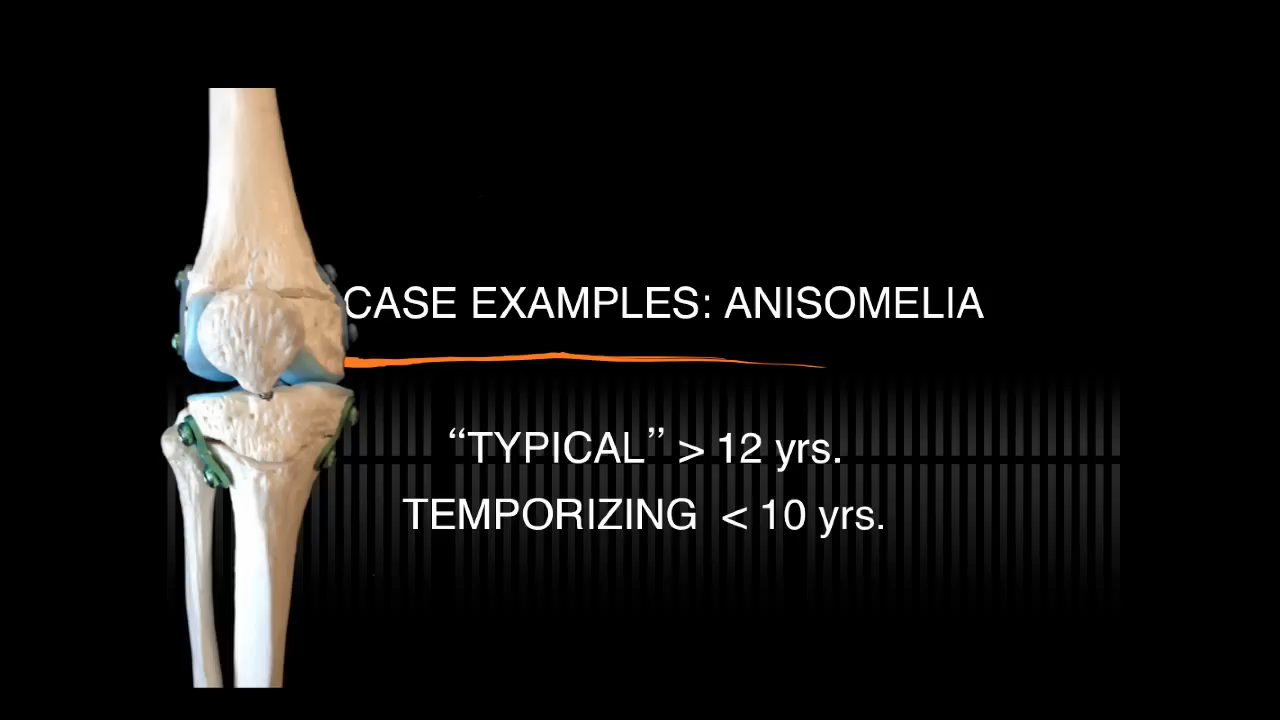 CASE EXAMPLES: ANISOMELIA
“TYPICAL” > 12 yrs.
TEMPORIZING < 10 yrs.